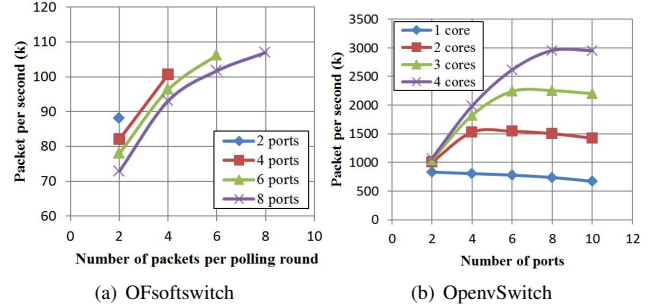 Packet per second (k)
120
110
100
90
80
70
60
0
2
4
6
8
10
2 ports
4 ports
6 ports
8 ports
Number of packets per polling round
(a) OFsoftswitch
Packet per second (k)
1 core
2 cores
3 cores
4 cores
3500
3000
2500
2000
1500
1000
500
0
0
2
4
6
8
10
12
Number of ports
(b) OpenvSwitch